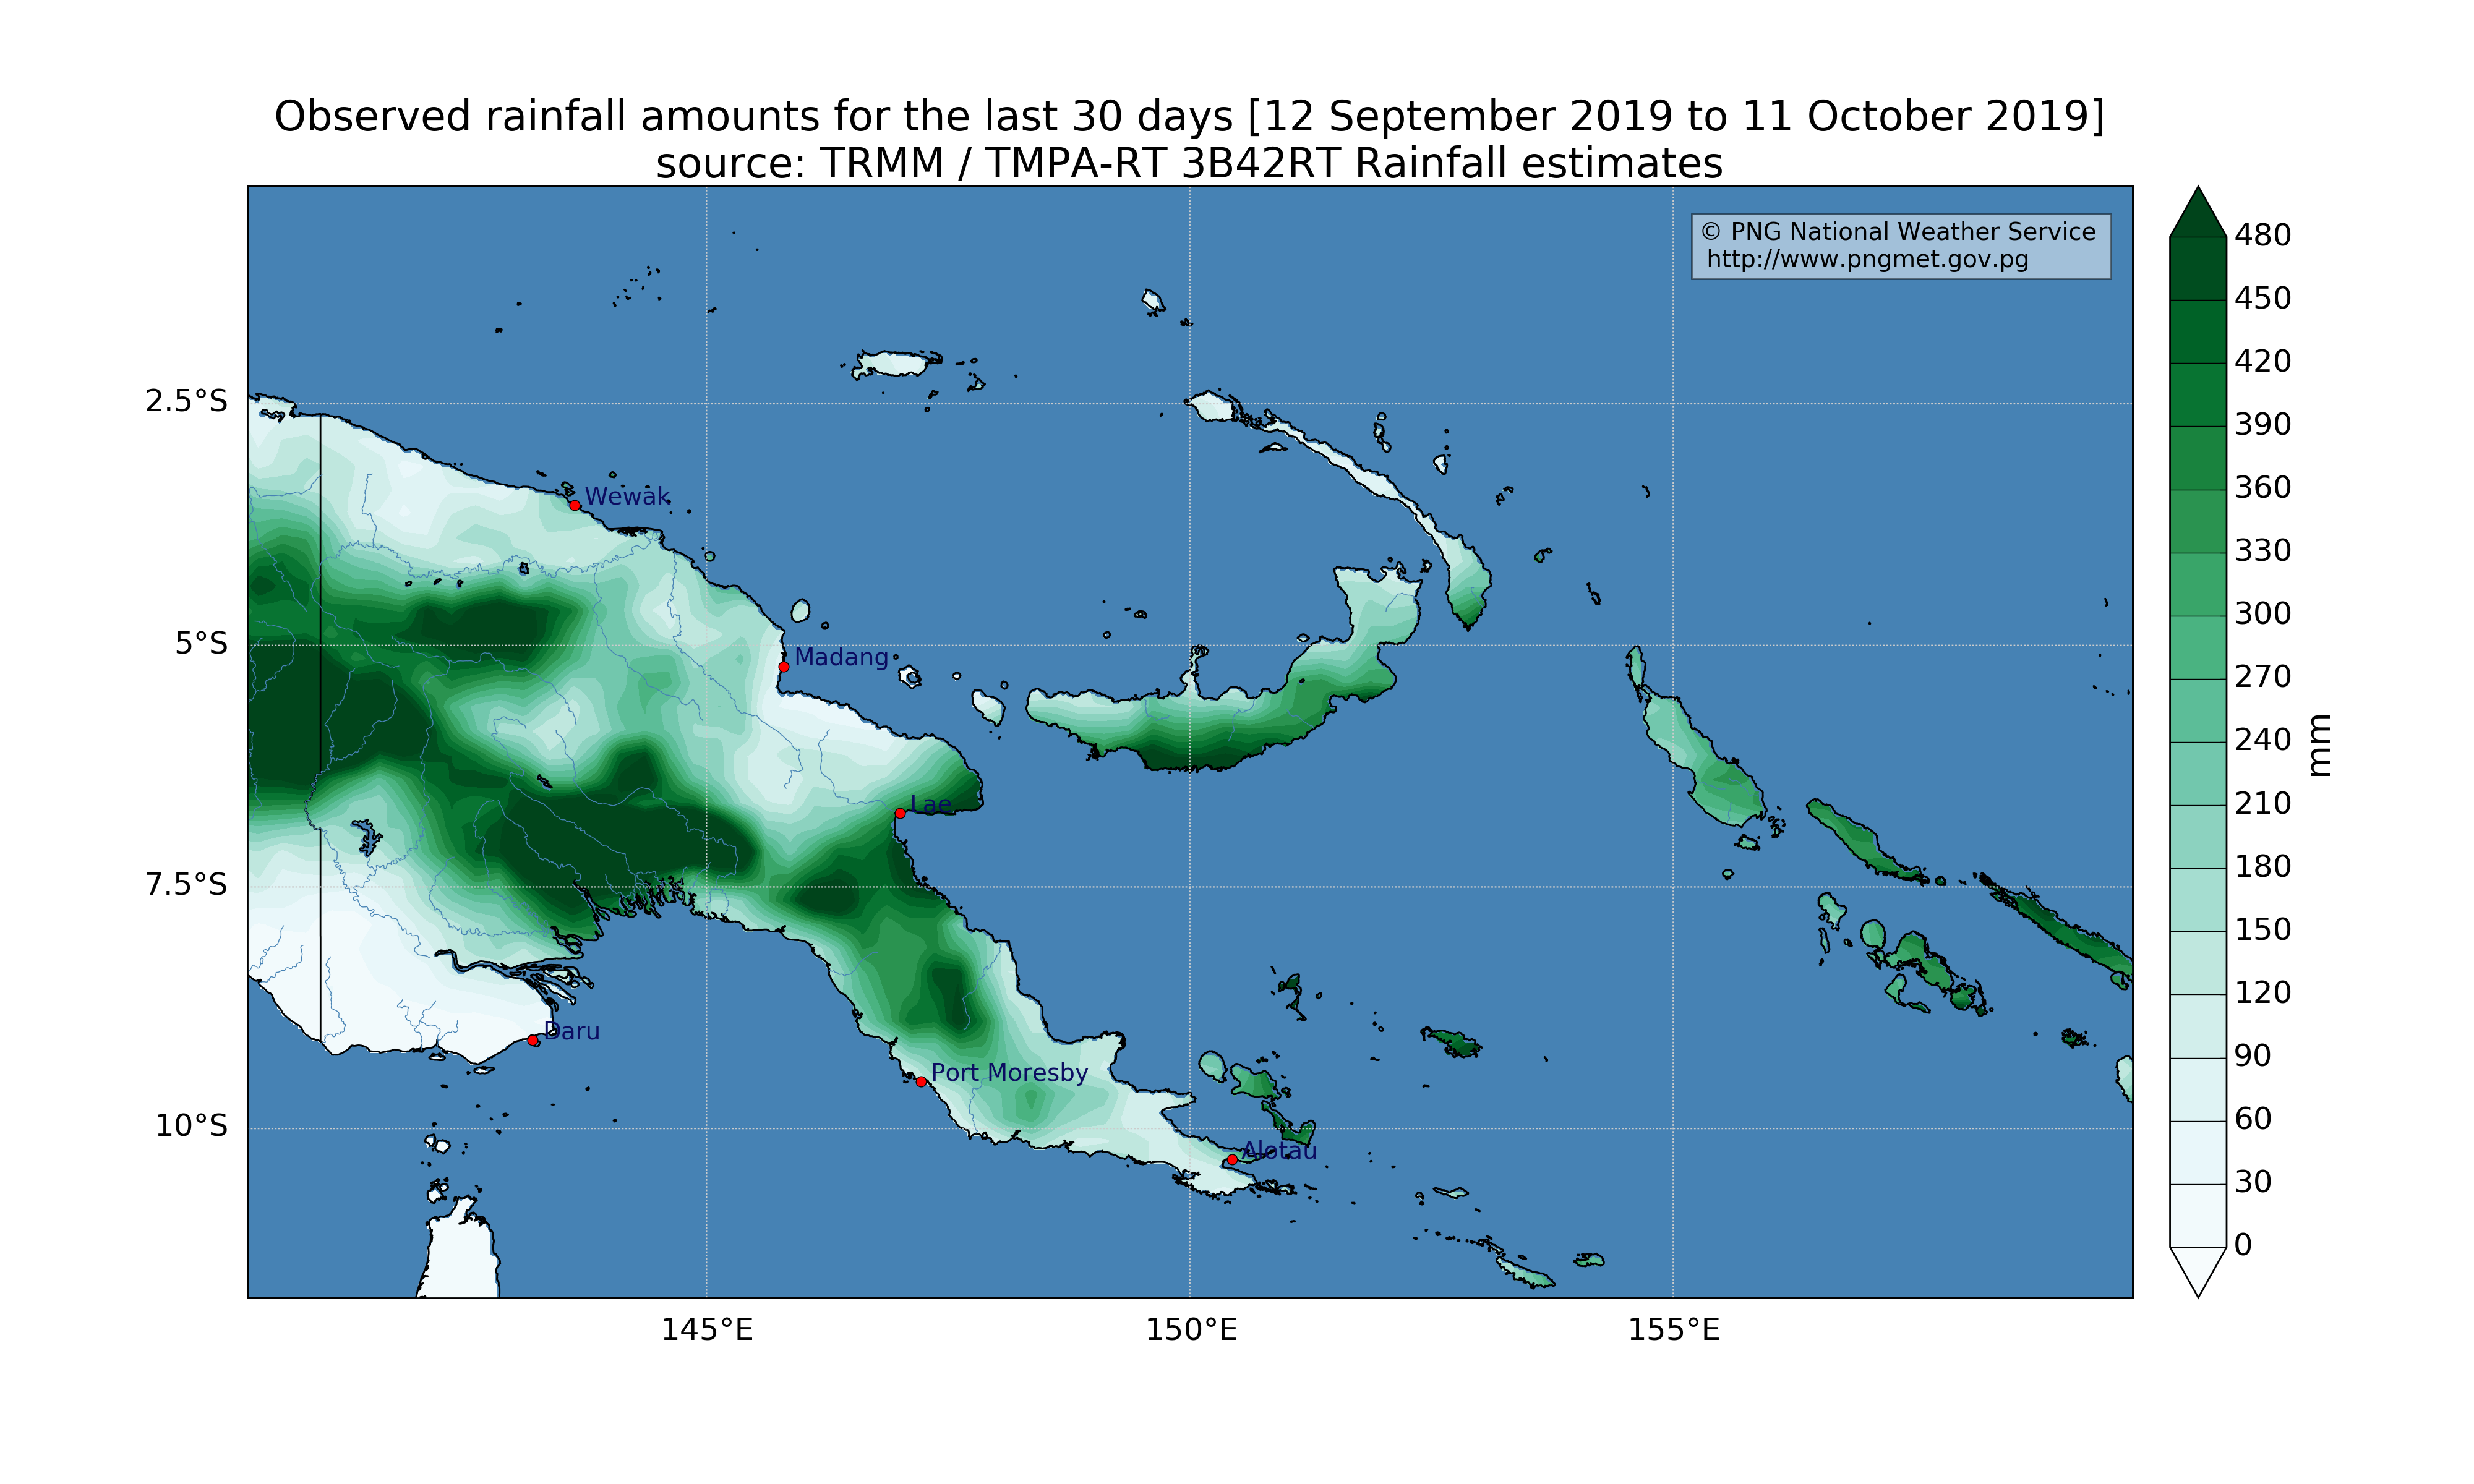 Observed rainfall amounts for the last 30 days [12 September 2019 to 11 October 2019]
source: TRMM / TMPA-RT 3B42RT Rainfall estimates
© PNG National Weather Service
http://www.pngmet.gov.pg
480
450
420
390
360
330
300
270
240
210
180
150
120
90
60
30
0
mm
2.5°S
5°S
7.5°S
10°S
Wewak
Madang
Lae
Daru
Port Moresby
Alotau
145°E
150°E
155°E